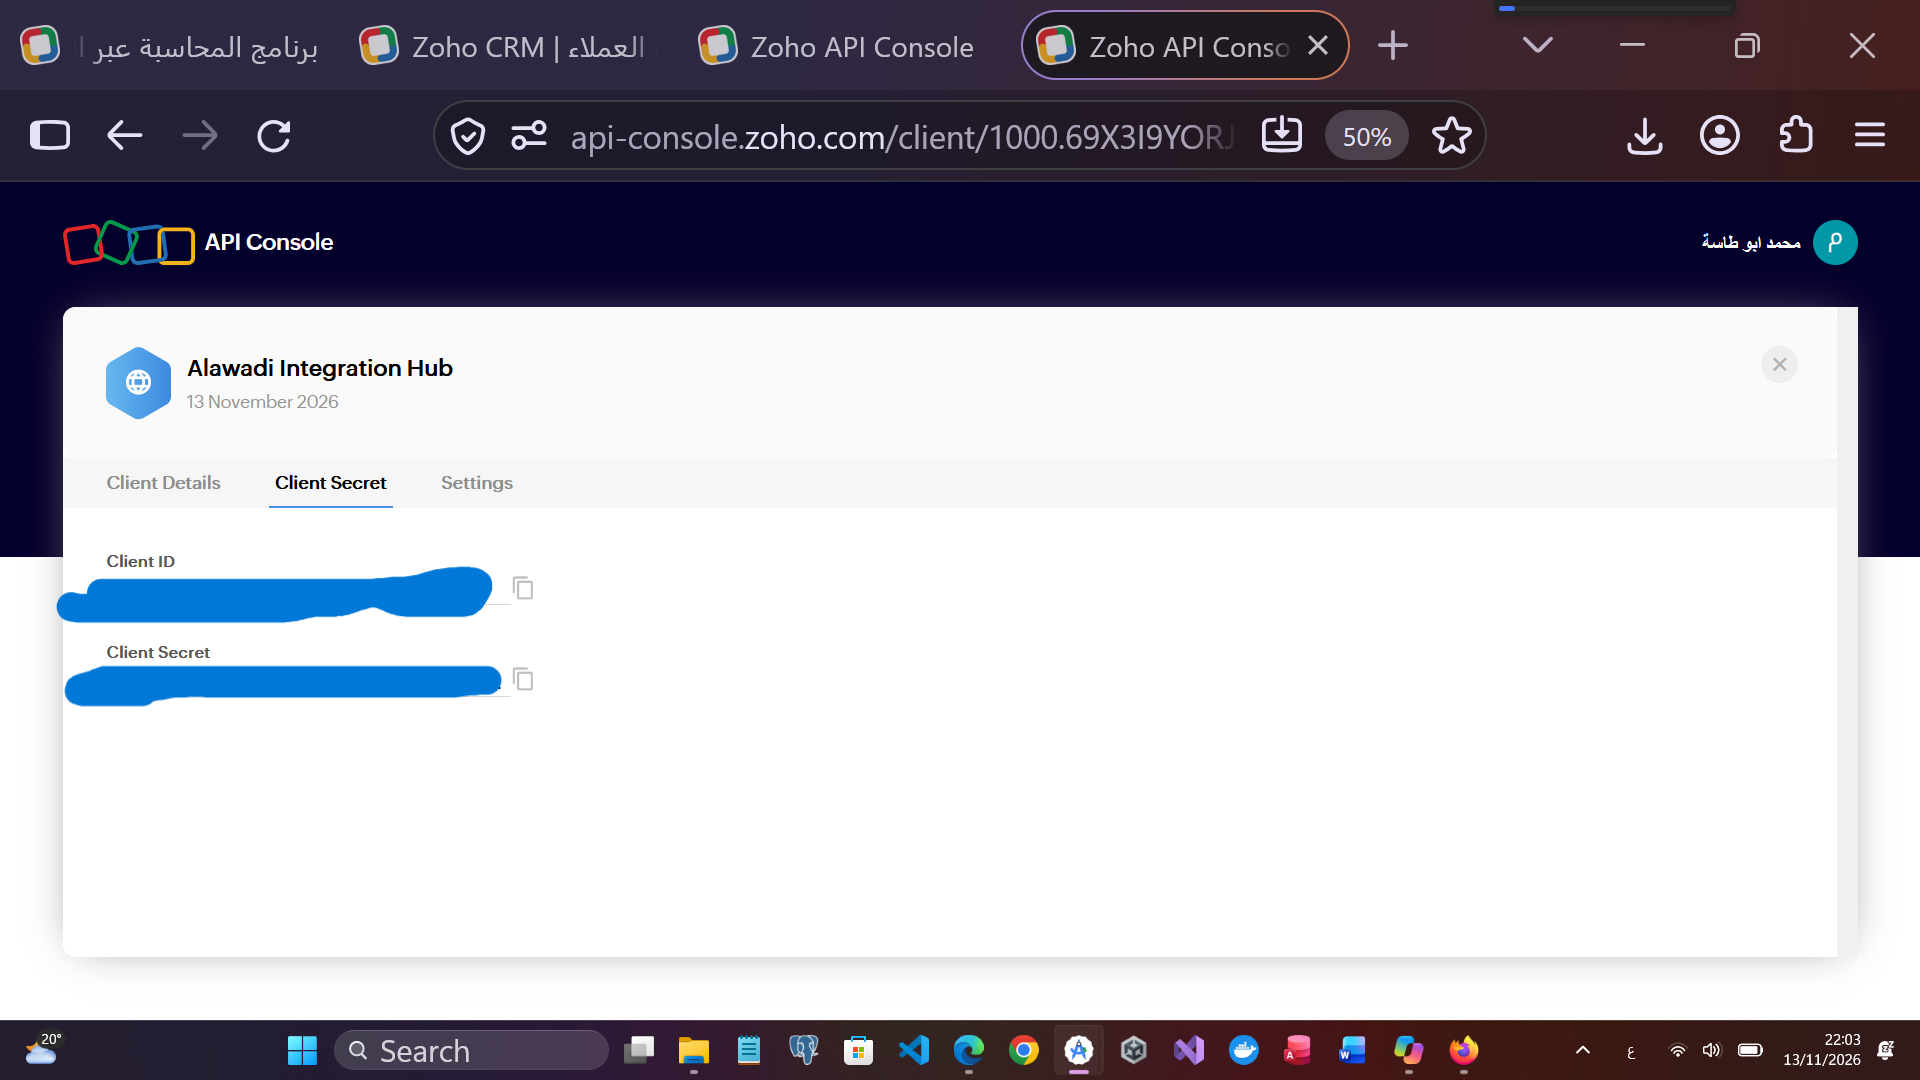 برنامج المحاسبة عبر ا
Zoho CRM | العملاء
Zoho API Console
Zoho API Conso
api-console.zoho.com/client/1000.69X3I9YORJ
50%
API Console
محمد ابو طاسة
م
Alawadi Integration Hub
13 November 2026
Client Details
Client Secret
Settings
Client ID
Client Secret
20°
Search
ع
22:03
13/11/2026